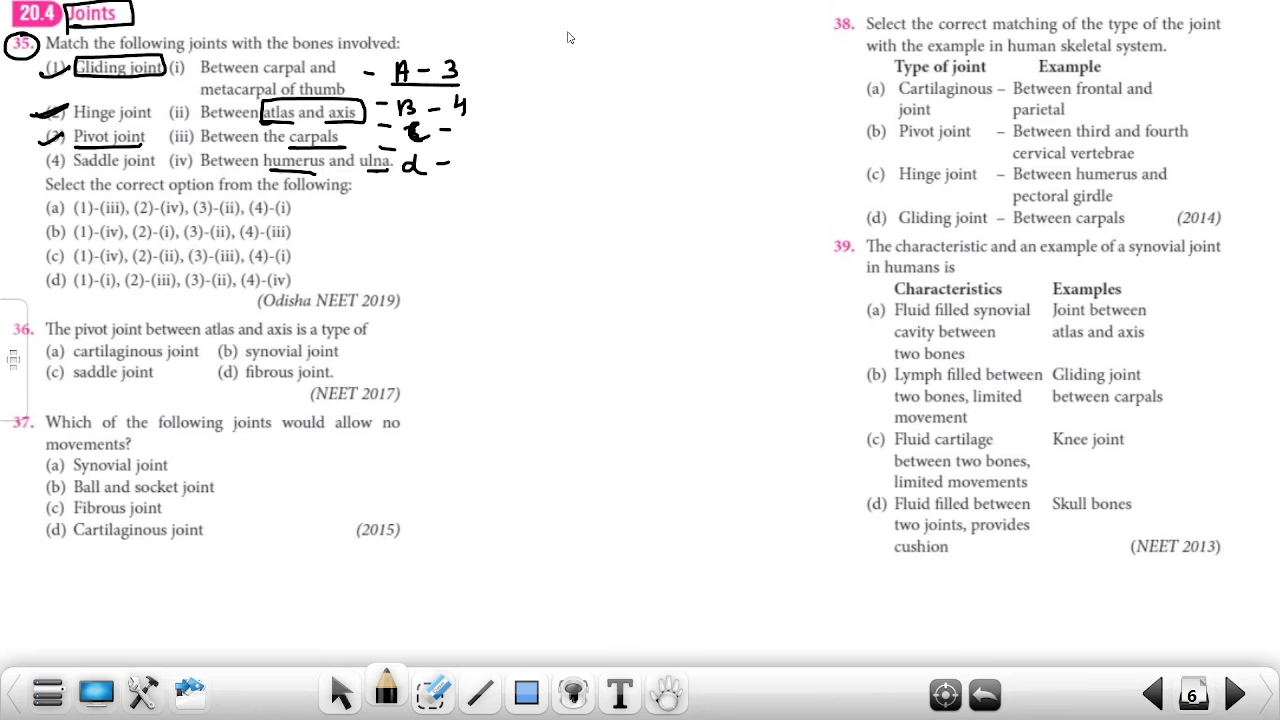 20.4 Joints
35. Match the following joints with the bones involved:
(1) Gliding joint (i) Between carpal and
metacarpal of thumb
(2) Hinge joint (ii) Between atlas and axis
(3) Pivot joint (iii) Between the carpals
(4) Saddle joint (iv) Between humerus and ulna.
- A - 3
- B - 4
- C -
- d -
Select the correct option from the following:
(a) (1)-(iii), (2)-(iv), (3)-(ii), (4)-(i)
(b) (1)-(iv), (2)-(i), (3)-(ii), (4)-(iii)
(c) (1)-(iv), (2)-(ii), (3)-(iii), (4)-(i)
(d) (1)-(i), (2)-(iii), (3)-(ii), (4)-(iv)
(Odisha NEET 2019)
36. The pivot joint between atlas and axis is a type of
(a) cartilaginous joint (b) synovial joint
(c) saddle joint (d) fibrous joint.
(NEET 2017)
37. Which of the following joints would allow no
movements?
(a) Synovial joint
(b) Ball and socket joint
(c) Fibrous joint
(d) Cartilaginous joint (2015)
38. Select the correct matching of the type of the joint
with the example in human skeletal system.
Type of joint Example
(a) Cartilaginous – Between frontal and
joint parietal
(b) Pivot joint – Between third and fourth
cervical vertebrae
(c) Hinge joint – Between humerus and
pectoral girdle
(d) Gliding joint – Between carpals (2014)
39. The characteristic and an example of a synovial joint
in humans is
Characteristics Examples
(a) Fluid filled synovial Joint between
cavity between atlas and axis
two bones
(b) Lymph filled between Gliding joint
two bones, limited between carpals
movement
(c) Fluid cartilage Knee joint
between two bones,
limited movements
(d) Fluid filled between Skull bones
two joints, provides
cushion (NEET 2013)
T
6